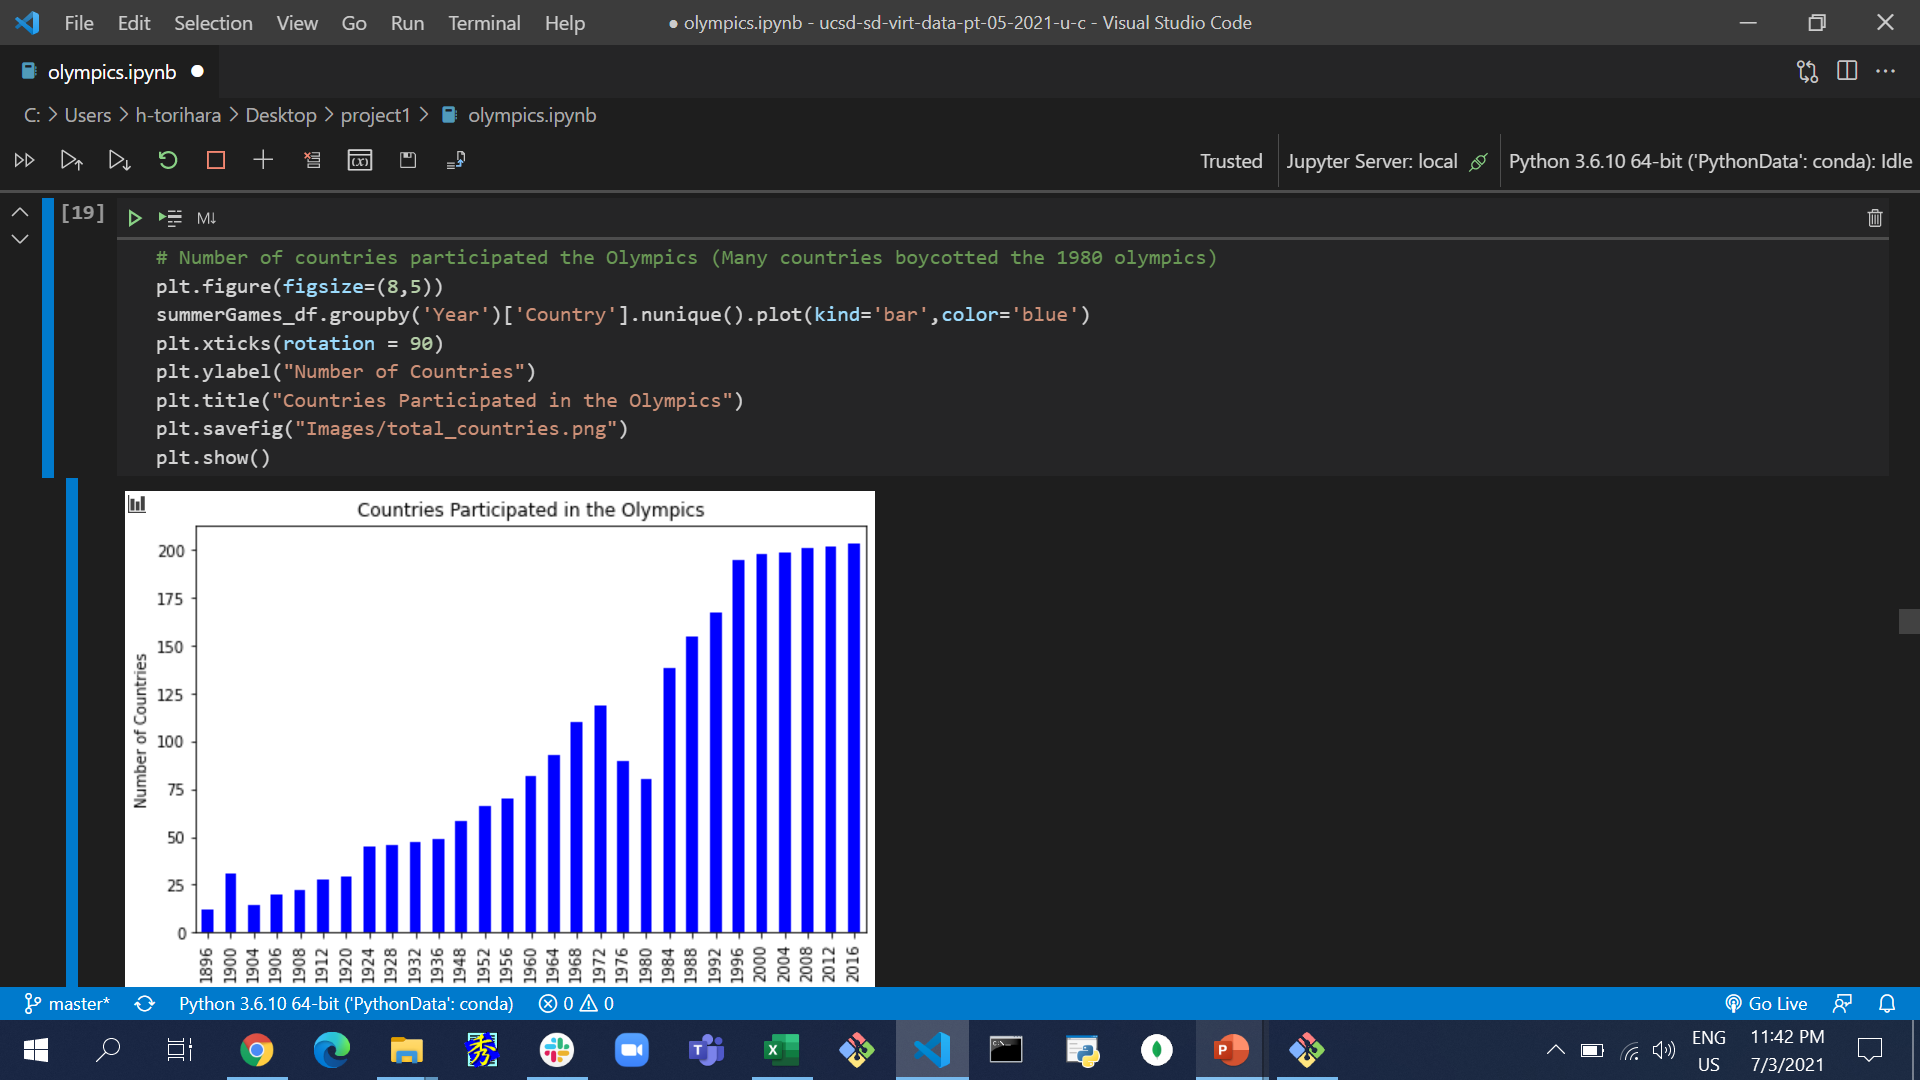 File Edit Selection View Go Run Terminal Help ● olympics.ipynb - ucsd-sd-virt-data-pt-05-2021-u-c - Visual Studio Code
olympics.ipynb ●
C: > Users > h-torihara > Desktop > project1 > olympics.ipynb
Trusted Jupyter Server: local Python 3.6.10 64-bit ('PythonData': conda): Idle
[19] M↓
# Number of countries participated the Olympics (Many countries boycotted the 1980 olympics)
plt.figure(figsize=(8,5))
summerGames_df.groupby('Year')['Country'].nunique().plot(kind='bar',color='blue')
plt.xticks(rotation = 90)
plt.ylabel("Number of Countries")
plt.title("Countries Participated in the Olympics")
plt.savefig("Images/total_countries.png")
plt.show()
Countries Participated in the Olympics
200
175
150
125
100
75
50
25
0
Number of Countries
1896 1900 1904 1906 1908 1912 1920 1924 1928 1932 1936 1948 1952 1956 1960 1964 1968 1972 1976 1980 1984 1988 1992 1996 2000 2004 2008 2012 2016
master* Python 3.6.10 64-bit ('PythonData': conda) 0 0 Go Live
秀
ENG
US
11:42 PM
7/3/2021